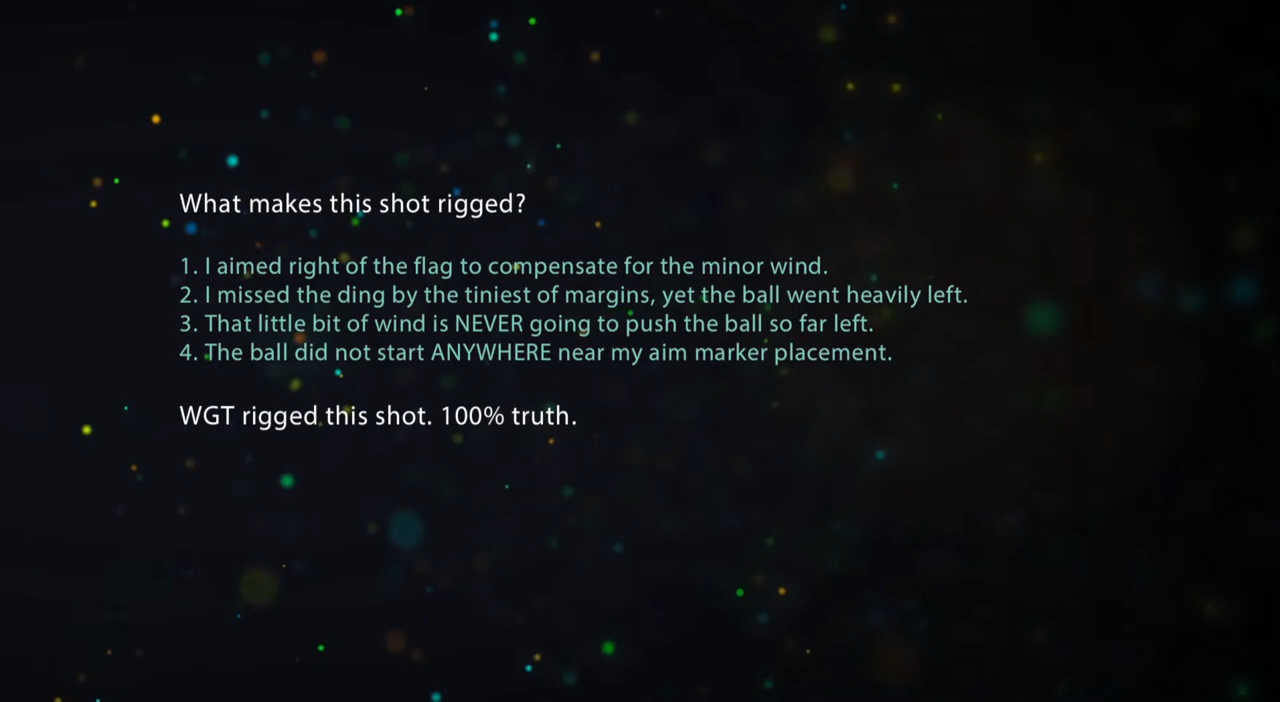 What makes this shot rigged?
1. I aimed right of the flag to compensate for the minor wind.
2. I missed the ding by the tiniest of margins, yet the ball went heavily left.
3. That little bit of wind is NEVER going to push the ball so far left.
4. The ball did not start ANYWHERE near my aim marker placement.
WGT rigged this shot. 100% truth.